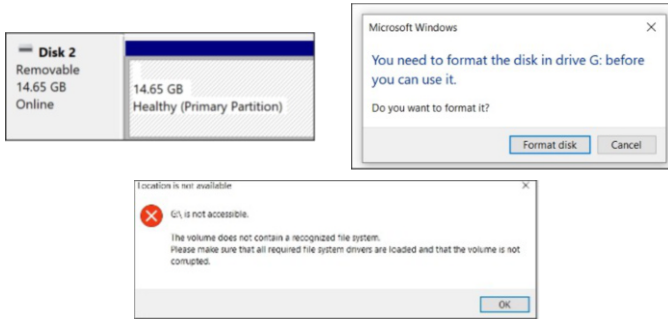 Disk 2
Removable
14.65 GB
Online
14.65 GB
Healthy (Primary Partition)
Microsoft Windows
You need to format the disk in drive G: before
you can use it.
Do you want to format it?
Format disk
Cancel
Location is not available
G:\ is not accessible.
The volume does not contain a recognized file system.
Please make sure that all required file system drivers are loaded and that the volume is not
corrupted.
OK